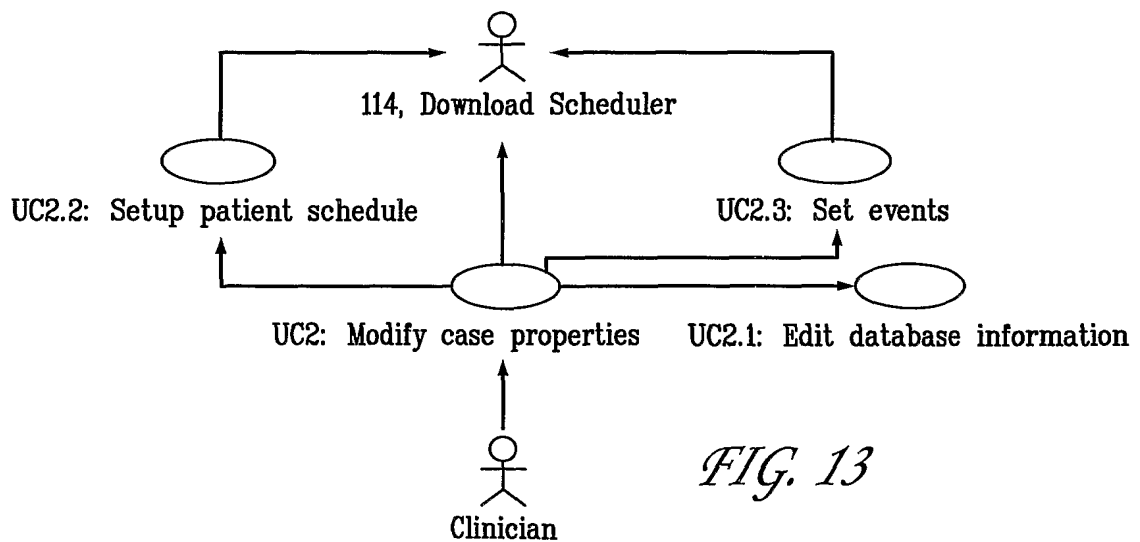 114, Download Scheduler
UC2.2: Setup patient schedule
UC2.3: Set events
UC2: Modify case properties
UC2.1: Edit database information
FIG. 13
Clinician